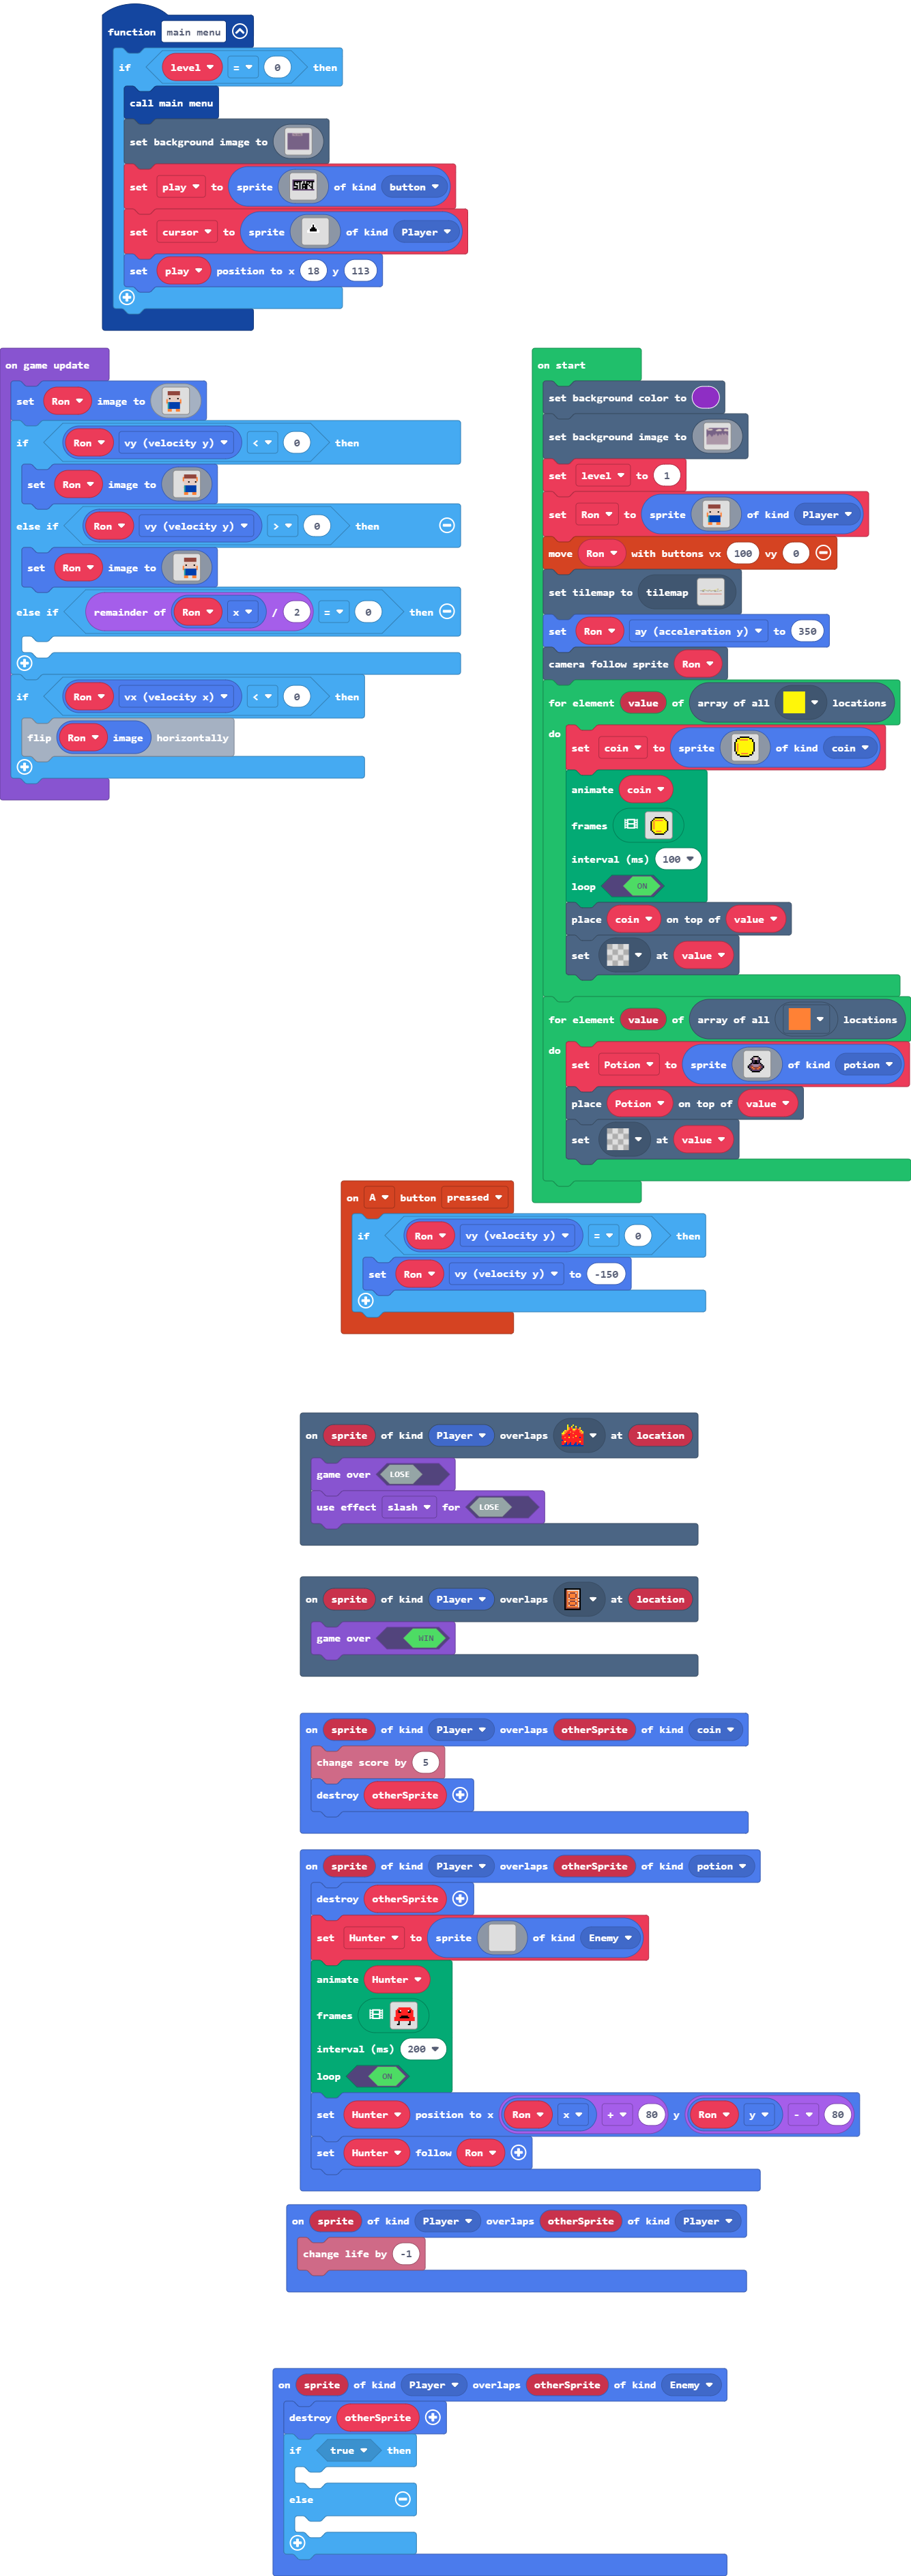 function main menu
if level = 0 then
call main menu
set background image to
set play to sprite of kind button
set cursor to sprite of kind Player
set play position to x 18 y 113
on game update
set Ron image to
if Ron vy (velocity y) < 0 then
set Ron image to
else if Ron vy (velocity y) > 0 then
set Ron image to
else if remainder of Ron x / 2 = 0 then
if Ron vx (velocity x) < 0 then
flip Ron image horizontally
on start
set background color to
set background image to
set level to 1
set Ron to sprite of kind Player
move Ron with buttons vx 100 vy 0
set tilemap to tilemap
set Ron ay (acceleration y) to 350
camera follow sprite Ron
for element value of array of all locations
do
set coin to sprite of kind coin
animate coin
frames
interval (ms) 100
loop ON
place coin on top of value
set at value
for element value of array of all locations
do
set Potion to sprite of kind potion
place Potion on top of value
set at value
on A button pressed
if Ron vy (velocity y) = 0 then
set Ron vy (velocity y) to -150
on sprite of kind Player overlaps at location
game over LOSE
use effect slash for LOSE
on sprite of kind Player overlaps at location
game over WIN
on sprite of kind Player overlaps otherSprite of kind coin
change score by 5
destroy otherSprite
on sprite of kind Player overlaps otherSprite of kind potion
destroy otherSprite
set Hunter to sprite of kind Enemy
animate Hunter
frames
interval (ms) 200
loop ON
set Hunter position to x Ron x + 80 y Ron y - 80
set Hunter follow Ron
on sprite of kind Player overlaps otherSprite of kind Player
change life by -1
on sprite of kind Player overlaps otherSprite of kind Enemy
destroy otherSprite
if true then
else